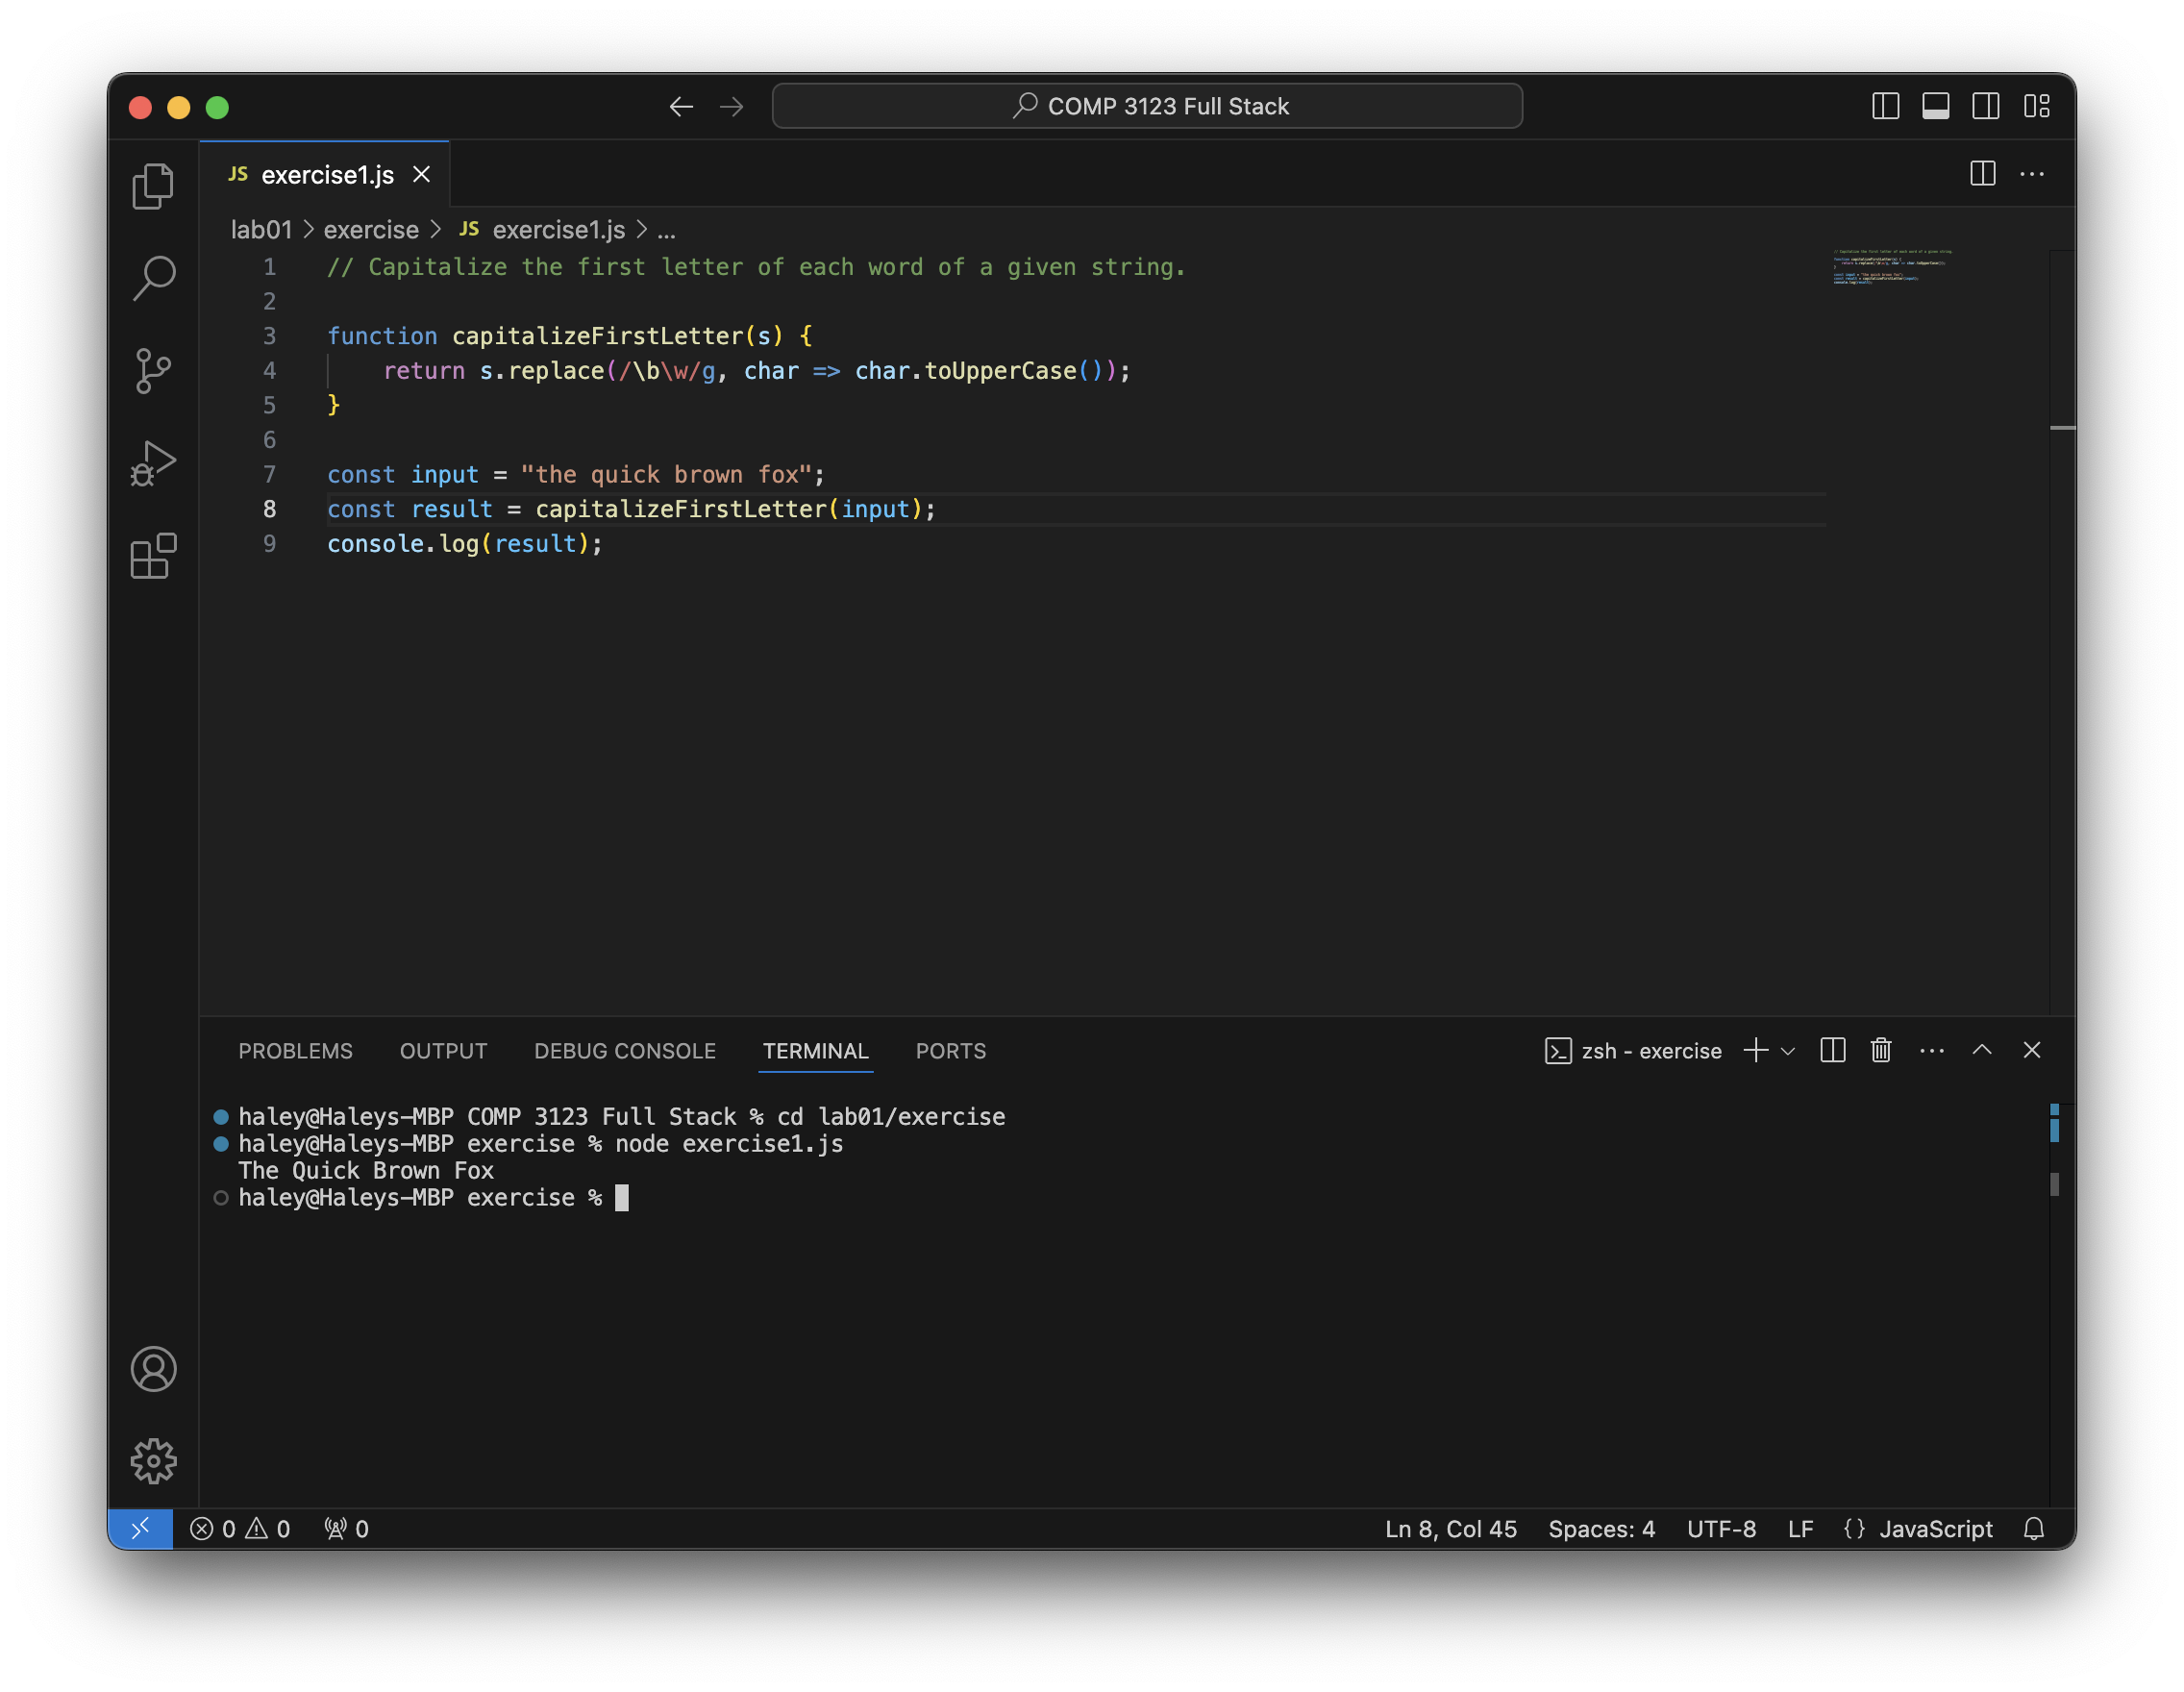 COMP 3123 Full Stack
JS exercise1.js
lab01 > exercise > JS exercise1.js > ...
1 // Capitalize the first letter of each word of a given string.
2
3 function capitalizeFirstLetter(s) {
4     return s.replace(/\b\w/g, char => char.toUpperCase());
5 }
6
7 const input = "the quick brown fox";
8 const result = capitalizeFirstLetter(input);
9 console.log(result);
PROBLEMS OUTPUT DEBUG CONSOLE TERMINAL PORTS zsh - exercise
haley@Haleys-MBP COMP 3123 Full Stack % cd lab01/exercise
haley@Haleys-MBP exercise % node exercise1.js
The Quick Brown Fox
haley@Haleys-MBP exercise %
0 0 0 Ln 8, Col 45 Spaces: 4 UTF-8 LF {} JavaScript